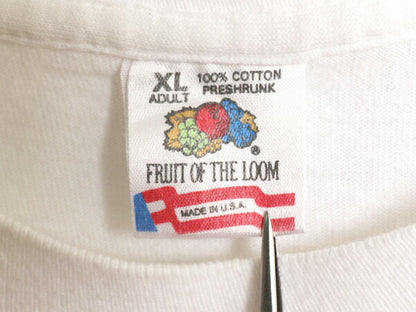 XL 100% COTTON
ADULT PRESHRUNK
®
FRUIT OF THE LOOM
MADE IN U.S.A.